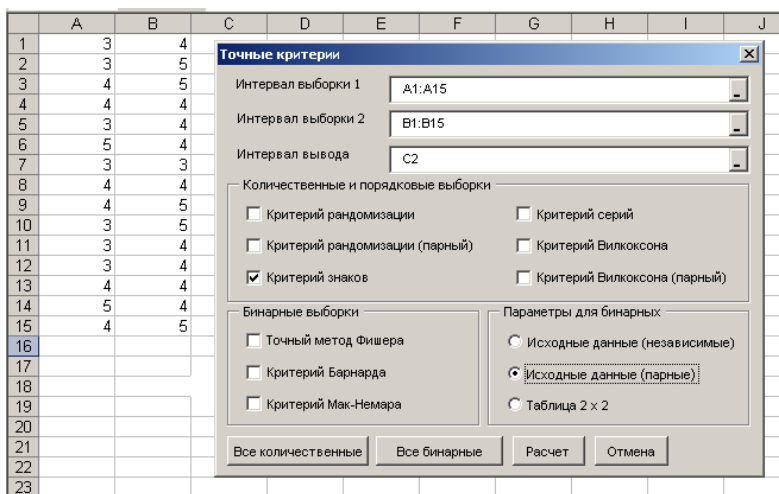 A B C D E F G H I J
1 3 4
2 3 5
3 4 5
4 4 4
5 3 4
6 5 4
7 3 3
8 4 4
9 4 5
10 3 5
11 3 4
12 3 4
13 4 4
14 5 4
15 4 5
16
17
18
19
20
21
22
23
Точные критерии
Интервал выборки 1 A1:A15
Интервал выборки 2 B1:B15
Интервал вывода C2
Количественные и порядковые выборки
Критерий рандомизации Критерий серий
Критерий рандомизации (парный) Критерий Вилкоксона
Критерий знаков Критерий Вилкоксона (парный)
Бинарные выборки Параметры для бинарных
Точный метод Фишера Исходные данные (независимые)
Критерий Барнарда Исходные данные (парные)
Критерий Мак-Немара Таблица 2 x 2
Все количественные Все бинарные Расчет Отмена